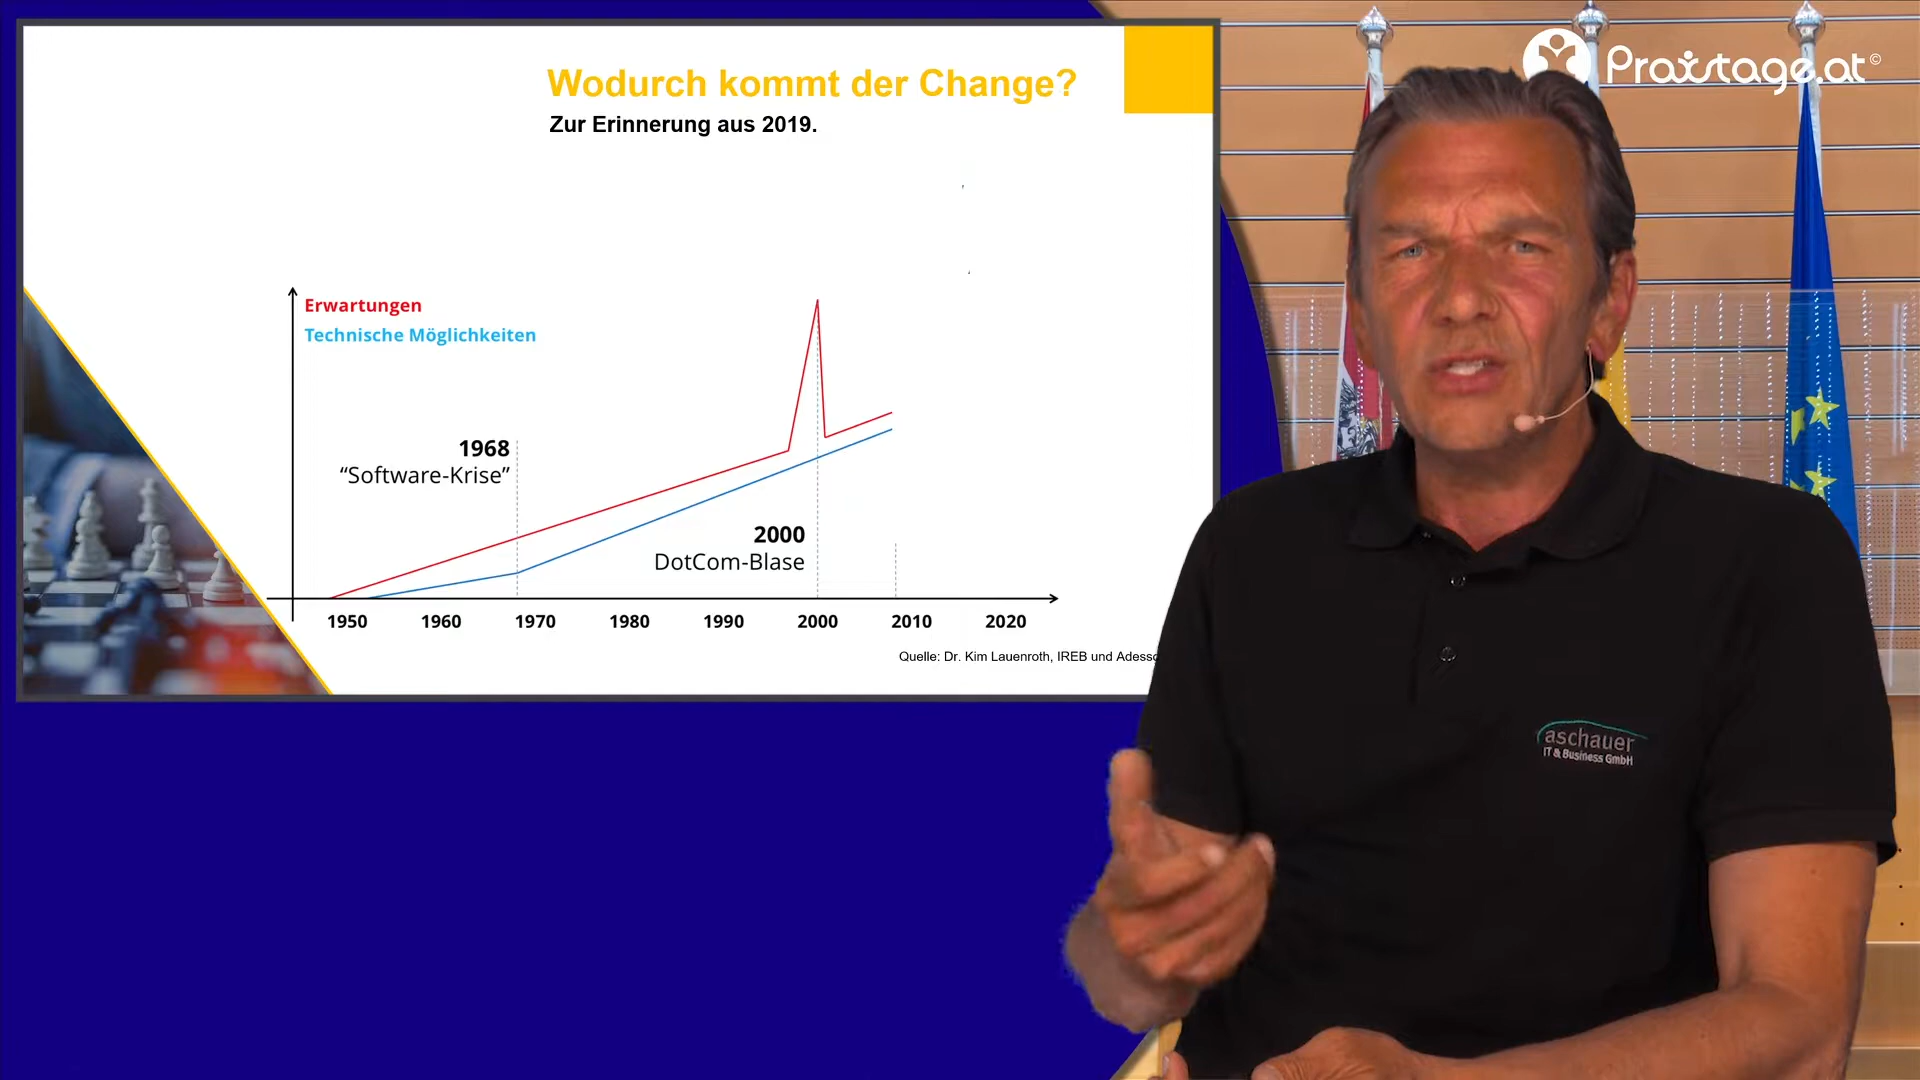 Wodurch kommt der Change?
Zur Erinnerung aus 2019.
Praxistage.at©
Erwartungen
Technische Möglichkeiten
1968
“Software-Krise”
2000
DotCom-Blase
1950 1960 1970 1980 1990 2000 2010 2020
Quelle: Dr. Kim Lauenroth, IREB und Adesso
aschauer
IT & Business GmbH